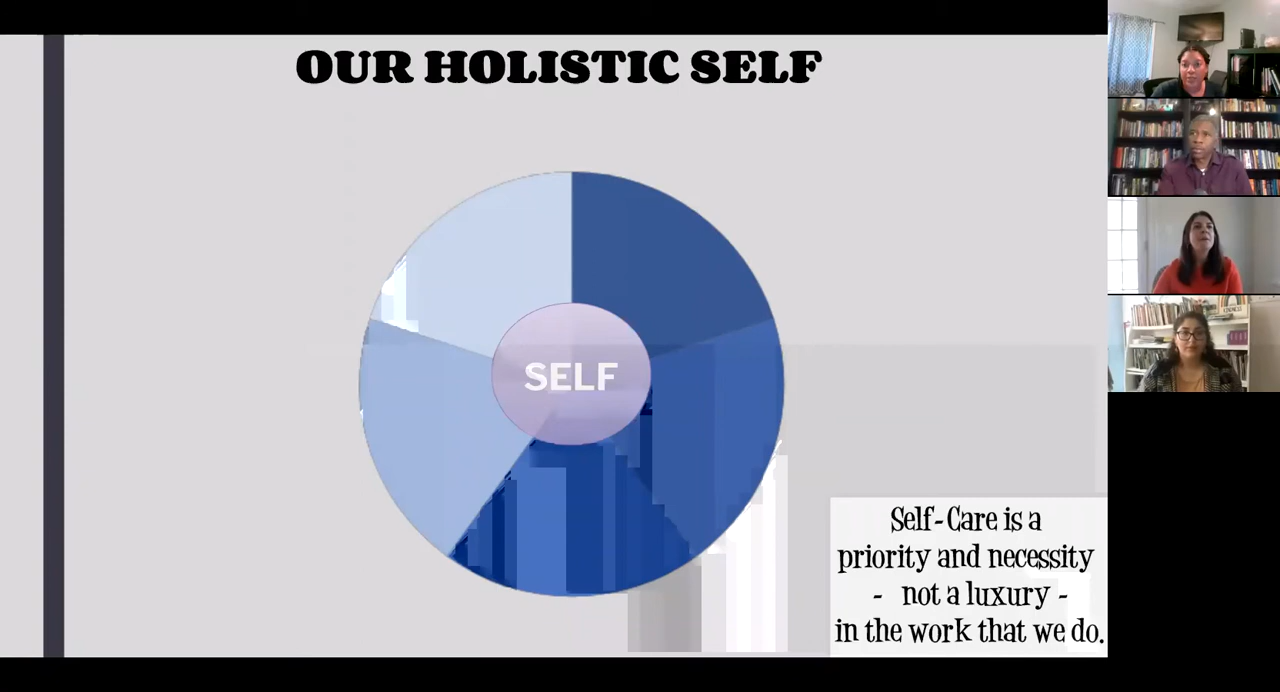 OUR HOLISTIC SELF
SELF
Self-Care is a
priority and necessity
- not a luxury -
in the work that we do.